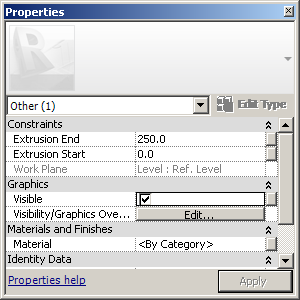 Properties
R
Other (1)
Edit Type
Constraints
Extrusion End 250.0
Extrusion Start 0.0
Work Plane Level : Ref. Level
Graphics
Visible
Visibility/Graphics Ove... Edit...
Materials and Finishes
Material <By Category>
Identity Data
Properties help Apply